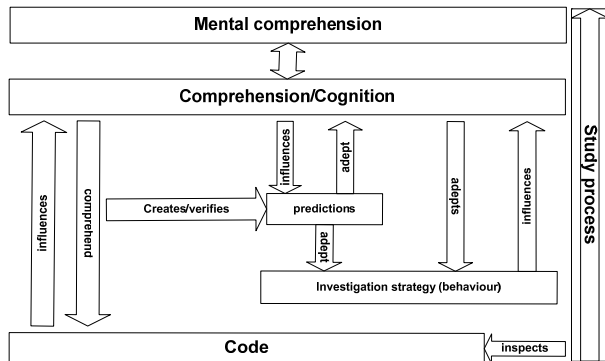 Mental comprehension
Comprehension/Cognition
influences
comprehend
influences
adept
adepts
influences
Study process
Creates/verifies
predictions
adept
Investigation strategy (behaviour)
Code
inspects